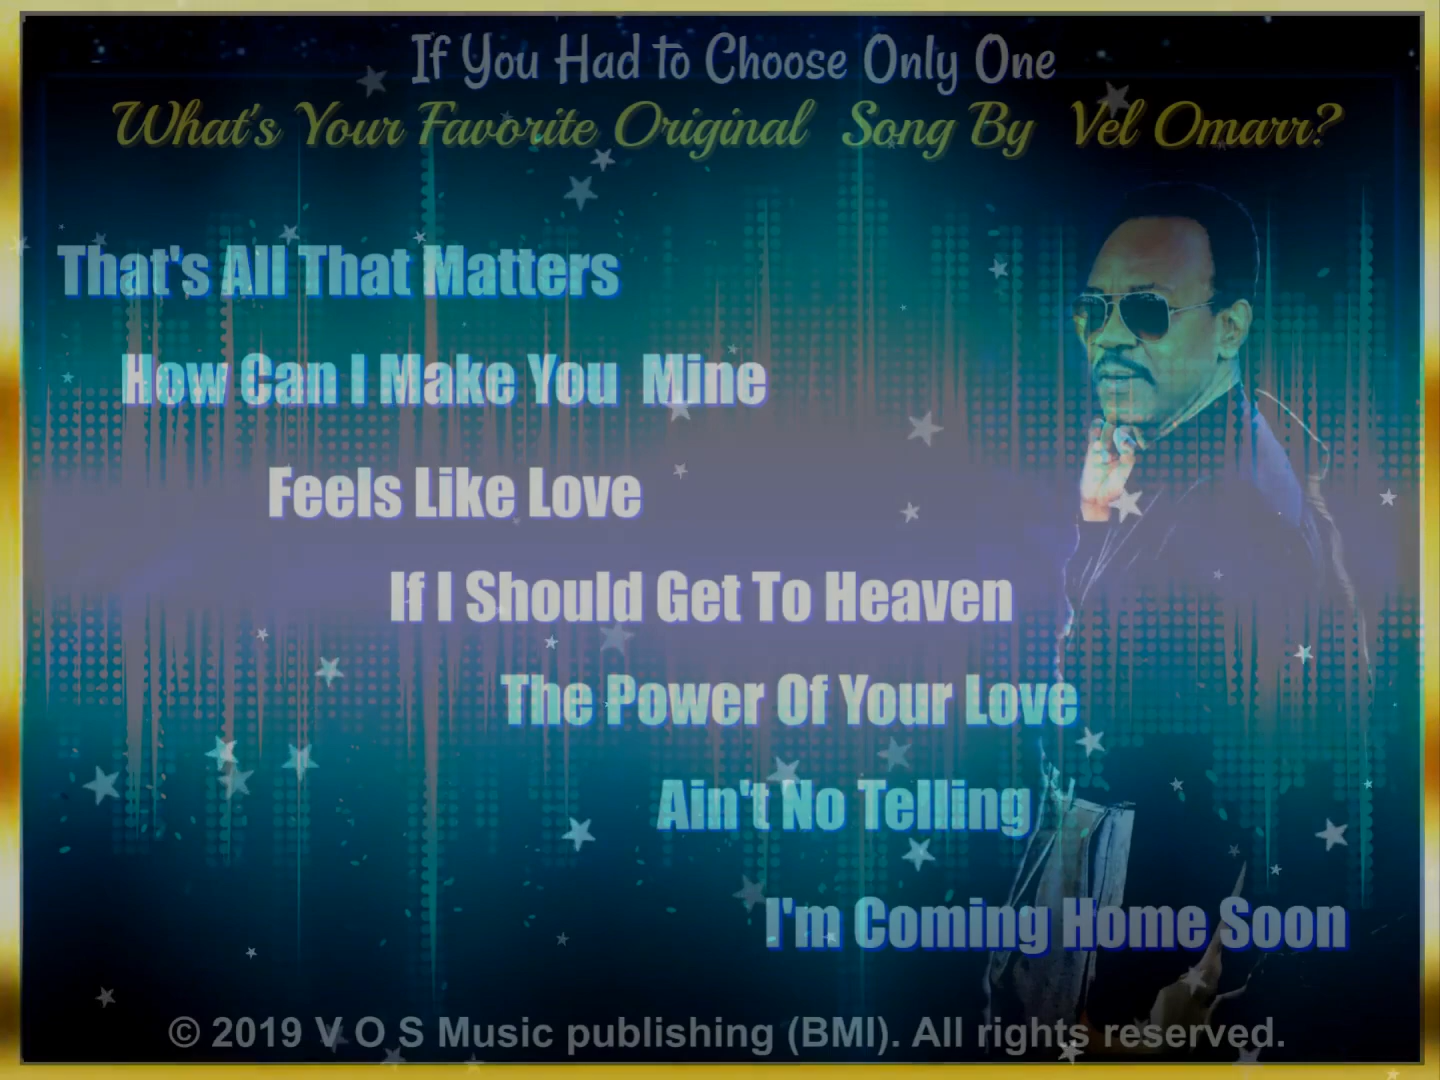 If You Had to Choose Only One
What's Your Favorite Original Song By Vel Omarr?
That's All That Matters
How Can I Make You Mine
Feels Like Love
If I Should Get To Heaven
The Power Of Your Love
Ain't No Telling
I'm Coming Home Soon
© 2019 V O S Music publishing (BMI). All rights reserved.